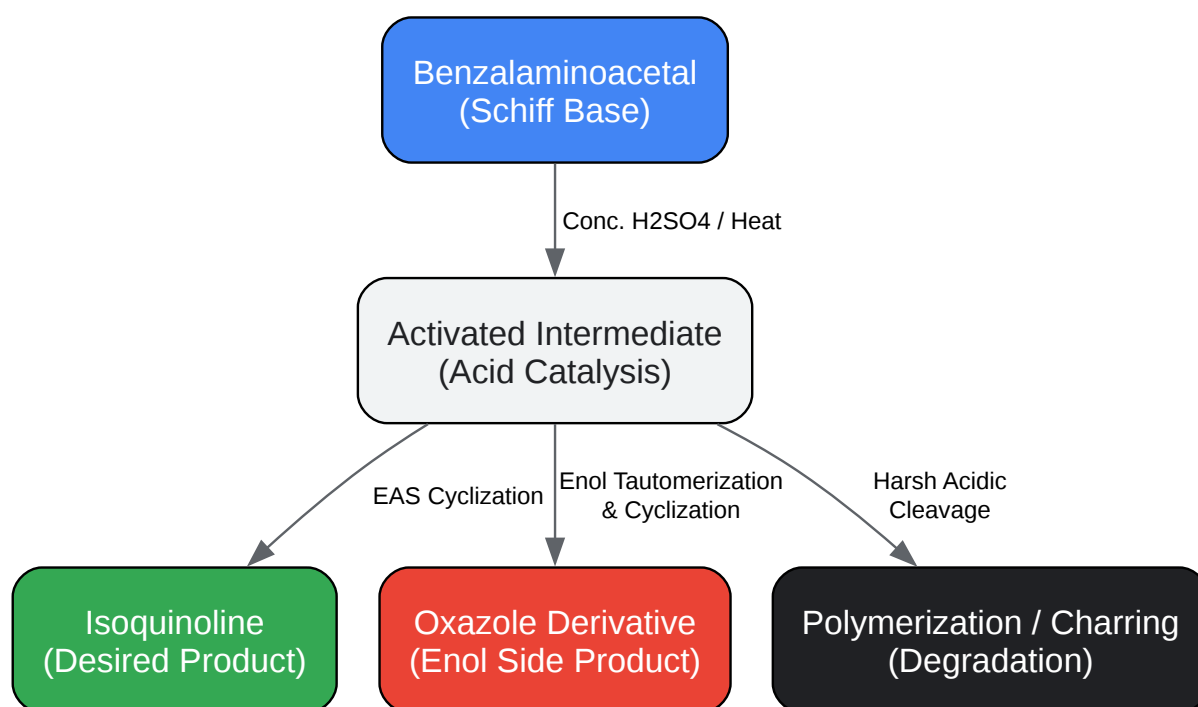 Benzalaminoacetal
(Schiff Base)
Conc. H2SO4 / Heat
Activated Intermediate
(Acid Catalysis)
EAS Cyclization
Enol Tautomerization
& Cyclization
Harsh Acidic
Cleavage
Isoquinoline
(Desired Product)
Oxazole Derivative
(Enol Side Product)
Polymerization / Charring
(Degradation)